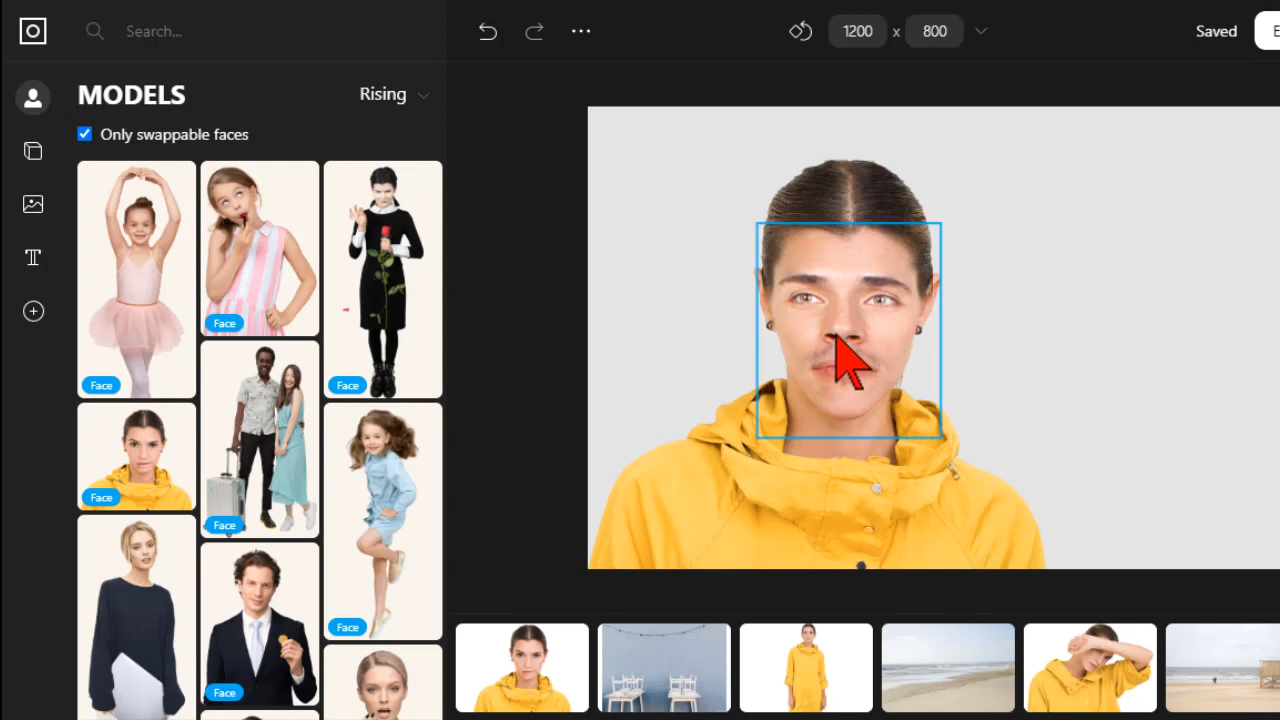 Search...
1200 x 800
Saved
E
MODELS
Rising
Only swappable faces
Face
Face
Face
Face
Face
Face
Face